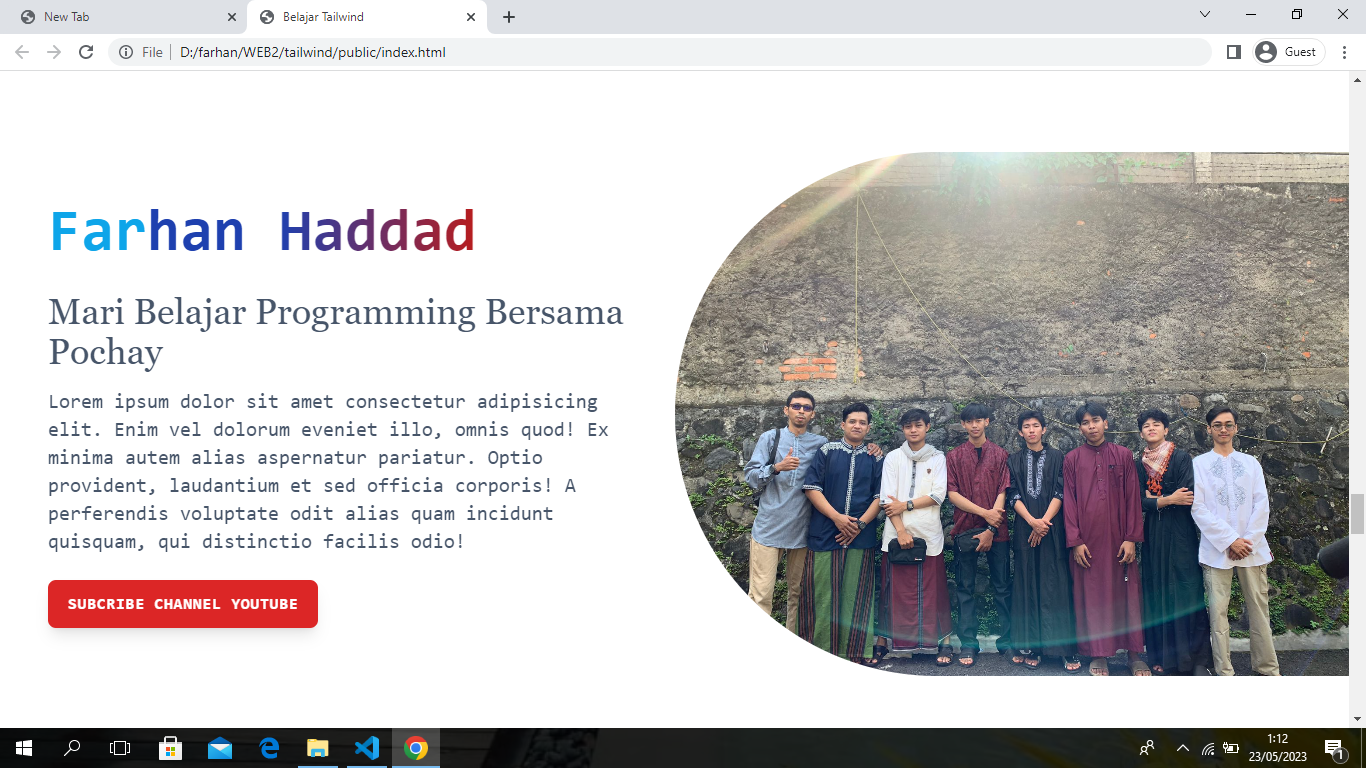 New Tab
Belajar Tailwind
File
D:/farhan/WEB2/tailwind/public/index.html
Guest
Farhan Haddad
Mari Belajar Programming Bersama
Pochay
Lorem ipsum dolor sit amet consectetur adipisicing
elit. Enim vel dolorum eveniet illo, omnis quod! Ex
minima autem alias aspernatur pariatur. Optio
provident, laudantium et sed officia corporis! A
perferendis voluptate odit alias quam incidunt
quisquam, qui distinctio facilis odio!
SUBCRIBE CHANNEL YOUTUBE
1:12
23/05/2023
1